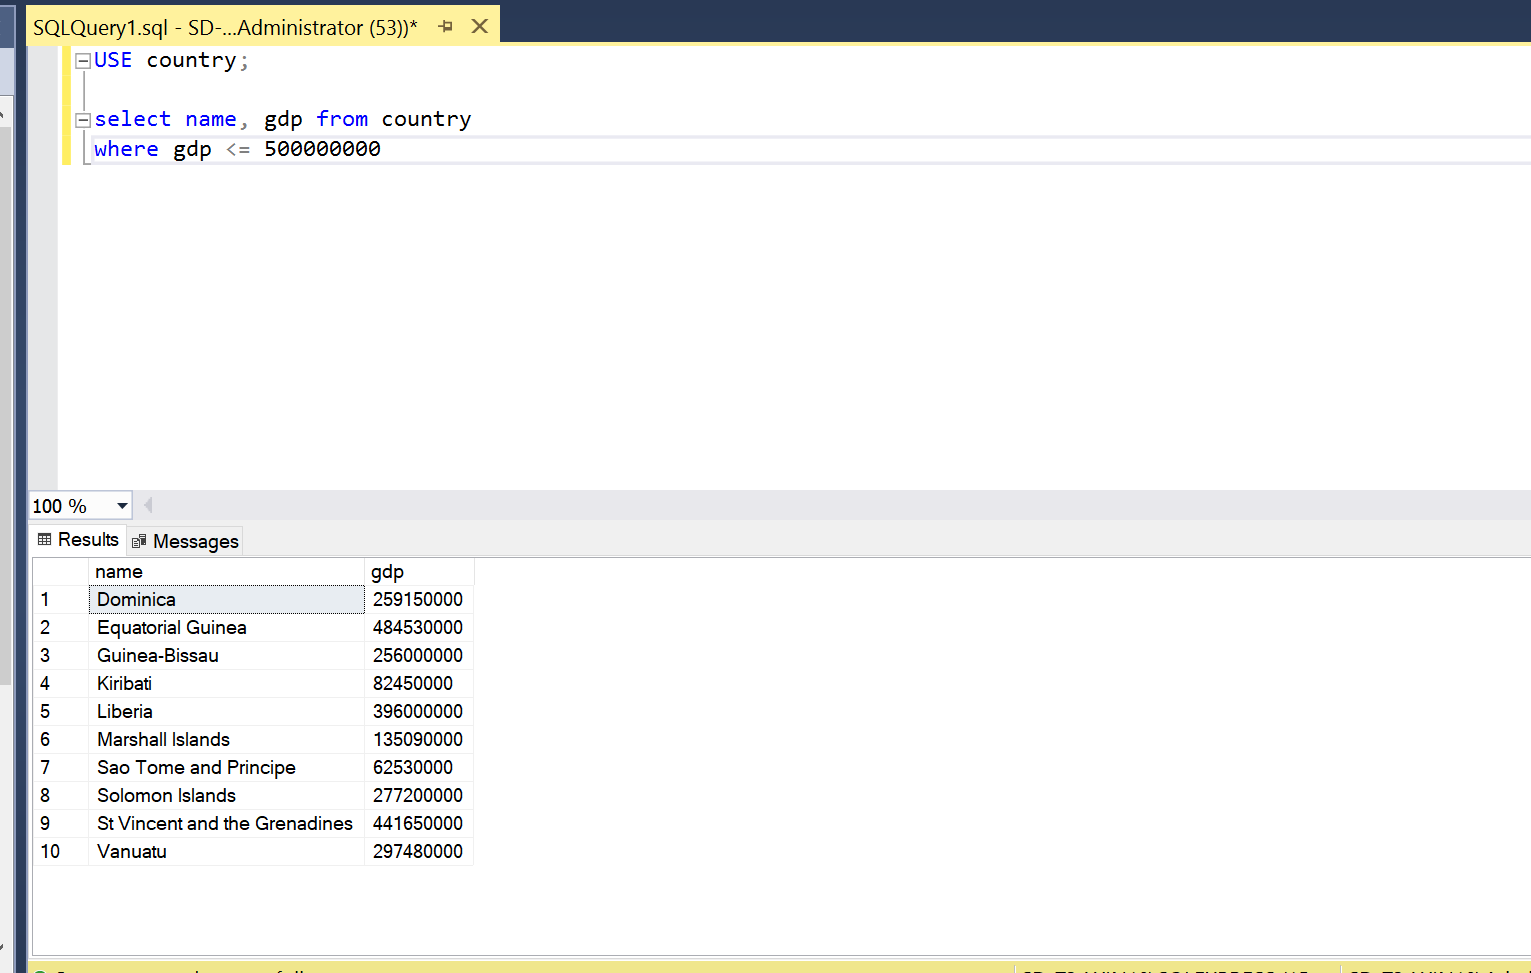 SQLQuery1.sql - SD-...Administrator (53))*
USE country;
select name, gdp from country
where gdp <= 500000000
100 %
Results Messages
name gdp
1 Dominica 259150000
2 Equatorial Guinea 484530000
3 Guinea-Bissau 256000000
4 Kiribati 82450000
5 Liberia 396000000
6 Marshall Islands 135090000
7 Sao Tome and Principe 62530000
8 Solomon Islands 277200000
9 St Vincent and the Grenadines 441650000
10 Vanuatu 297480000